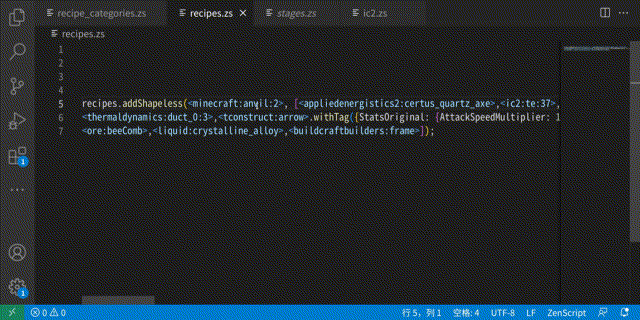 recipe_categories.zs
recipes.zs
stages.zs
ic2.zs
recipes.zs
1
2
3
4
5 recipes.addShapeless(<minecraft:anvil:2>, [<appliedenergistics2:certus_quartz_axe>,<ic2:te:37>,
6 <thermaldynamics:duct_0:3>,<tconstruct:arrow>.withTag({StatsOriginal: {AttackSpeedMultiplier: 1
7 <ore:beeComb>,<liquid:crystalline_alloy>,<buildcraftbuilders:frame>]);
1
1
0 0 行 5，列 1 空格: 4 UTF-8 LF ZenScript